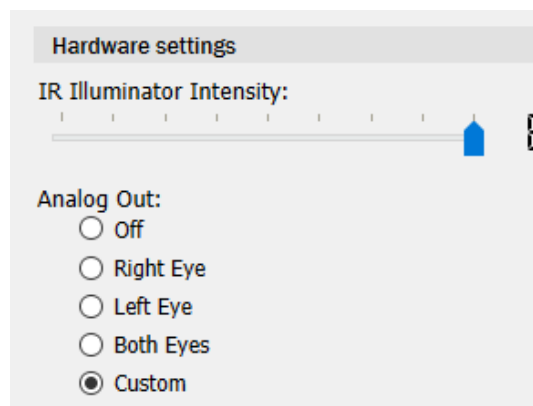 Hardware settings
IR Illuminator Intensity:
Analog Out:
Off
Right Eye
Left Eye
Both Eyes
Custom